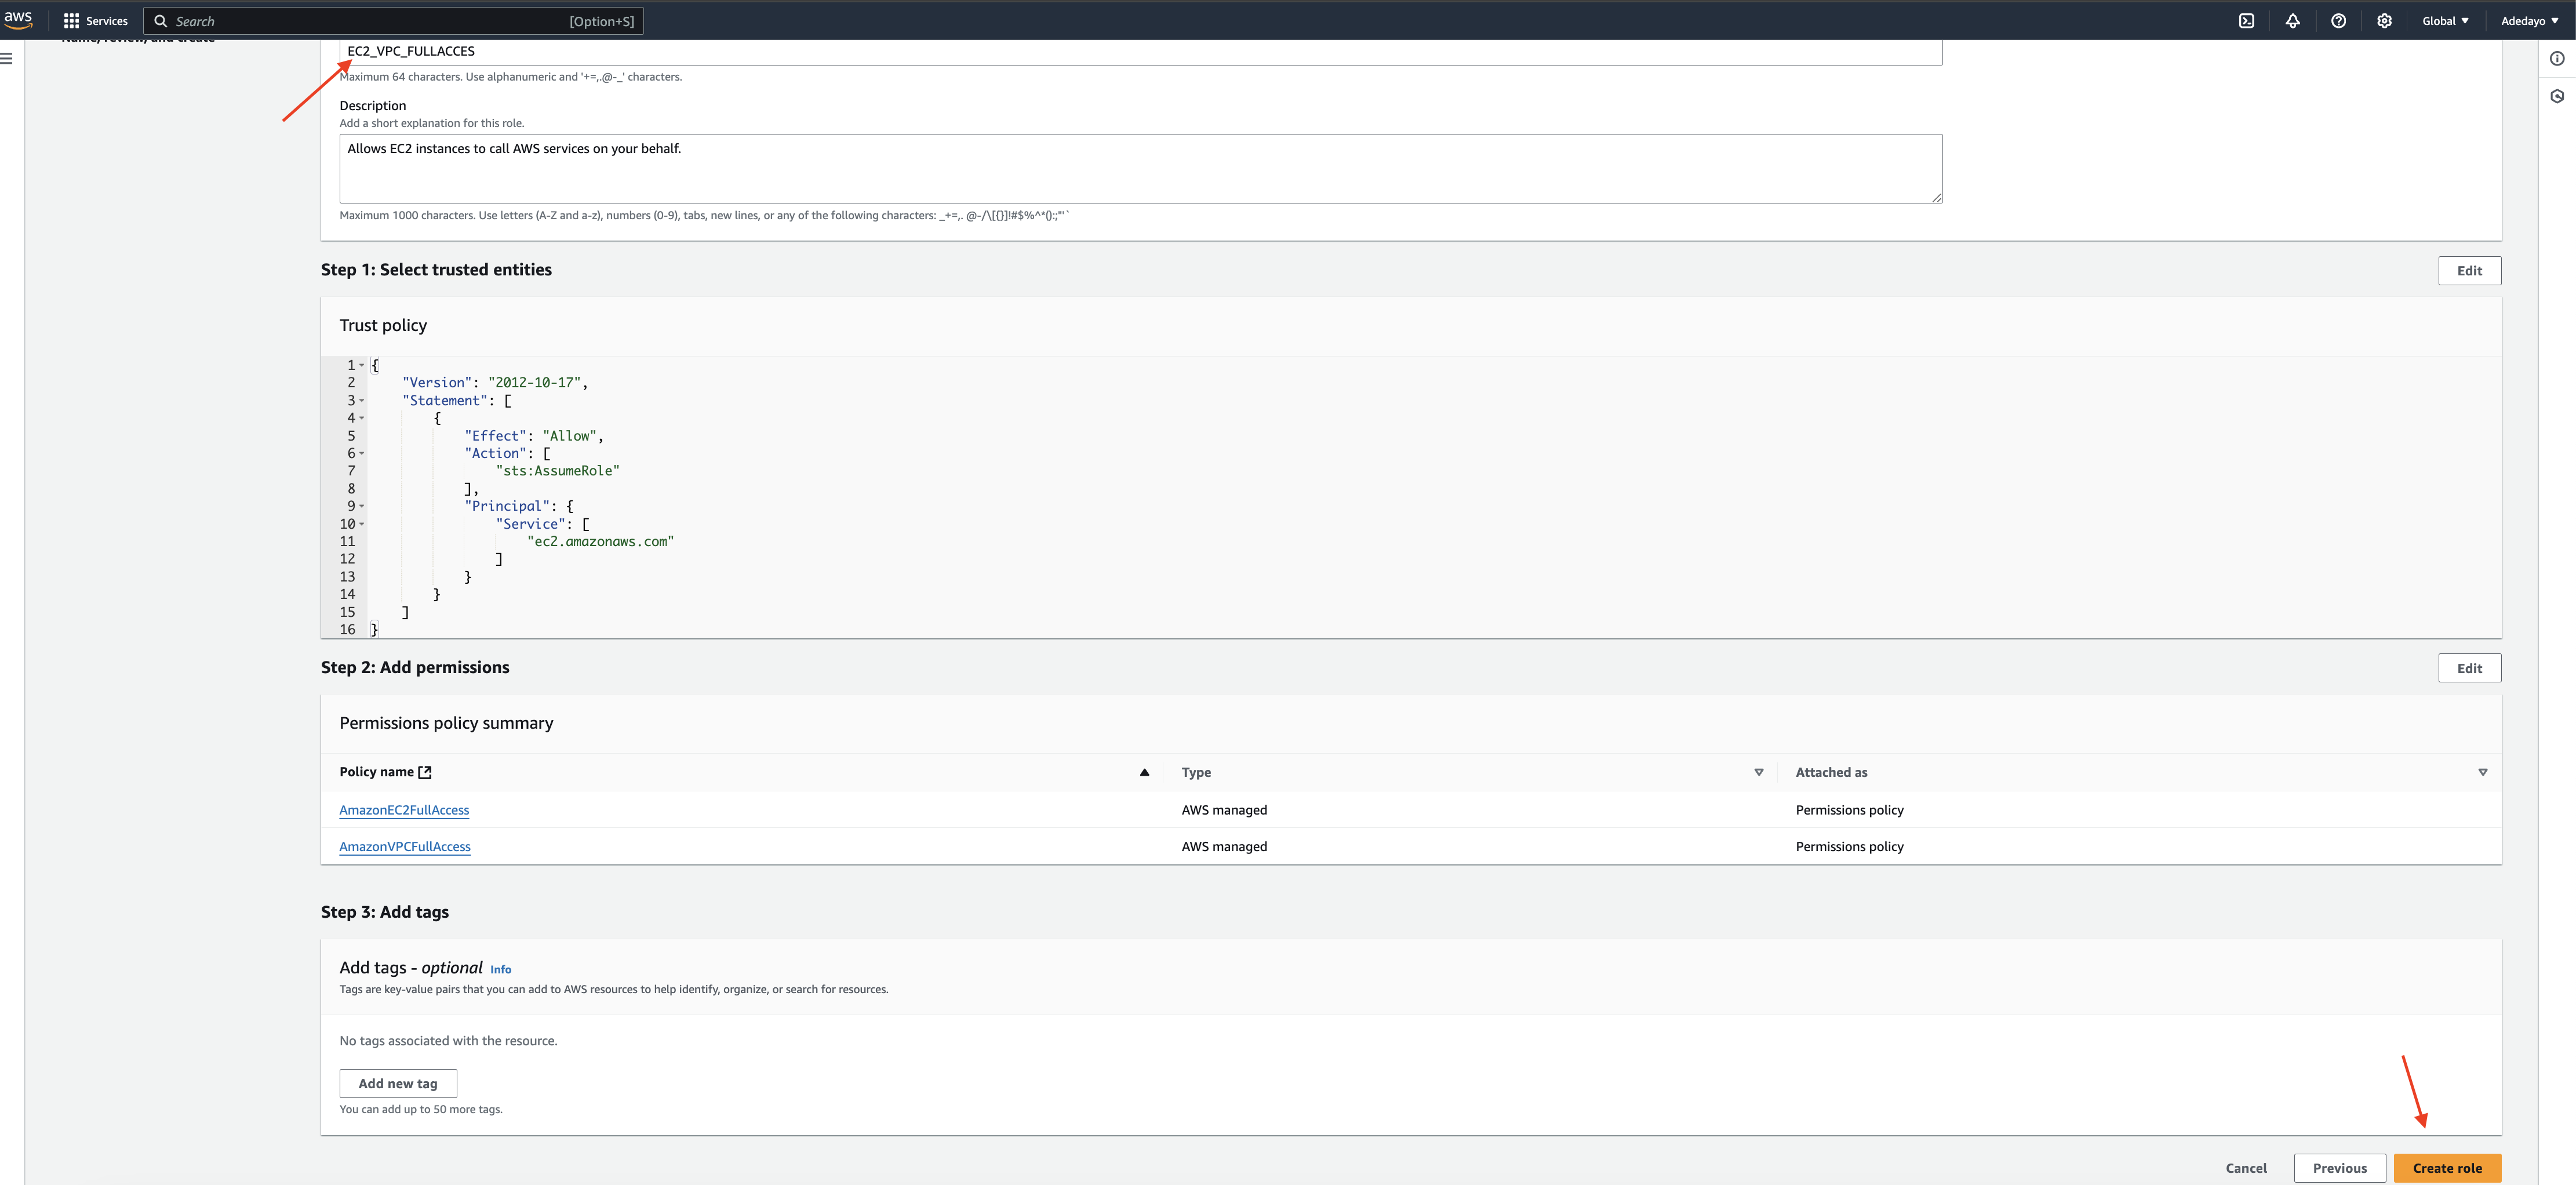 aws
Services
Search
[Option+S]
Global
Adedayo
Name, review, and create
EC2_VPC_FULLACCES
Maximum 64 characters. Use alphanumeric and '+=,.@-_' characters.
Description
Add a short explanation for this role.
Allows EC2 instances to call AWS services on your behalf.
Maximum 1000 characters. Use letters (A-Z and a-z), numbers (0-9), tabs, new lines, or any of the following characters: _+=,. @-/\[{}]!#$%^*();:"'`
Step 1: Select trusted entities
Edit
Trust policy
1 {
2 "Version": "2012-10-17",
3 "Statement": [
4 {
5 "Effect": "Allow",
6 "Action": [
7 "sts:AssumeRole"
8 ],
9 "Principal": {
10 "Service": [
11 "ec2.amazonaws.com"
12 ]
13 }
14 }
15 ]
16 }
Step 2: Add permissions
Edit
Permissions policy summary
Policy name
Type
Attached as
AmazonEC2FullAccess
AWS managed
Permissions policy
AmazonVPCFullAccess
AWS managed
Permissions policy
Step 3: Add tags
Add tags - optional Info
Tags are key-value pairs that you can add to AWS resources to help identify, organize, or search for resources.
No tags associated with the resource.
Add new tag
You can add up to 50 more tags.
Cancel
Previous
Create role